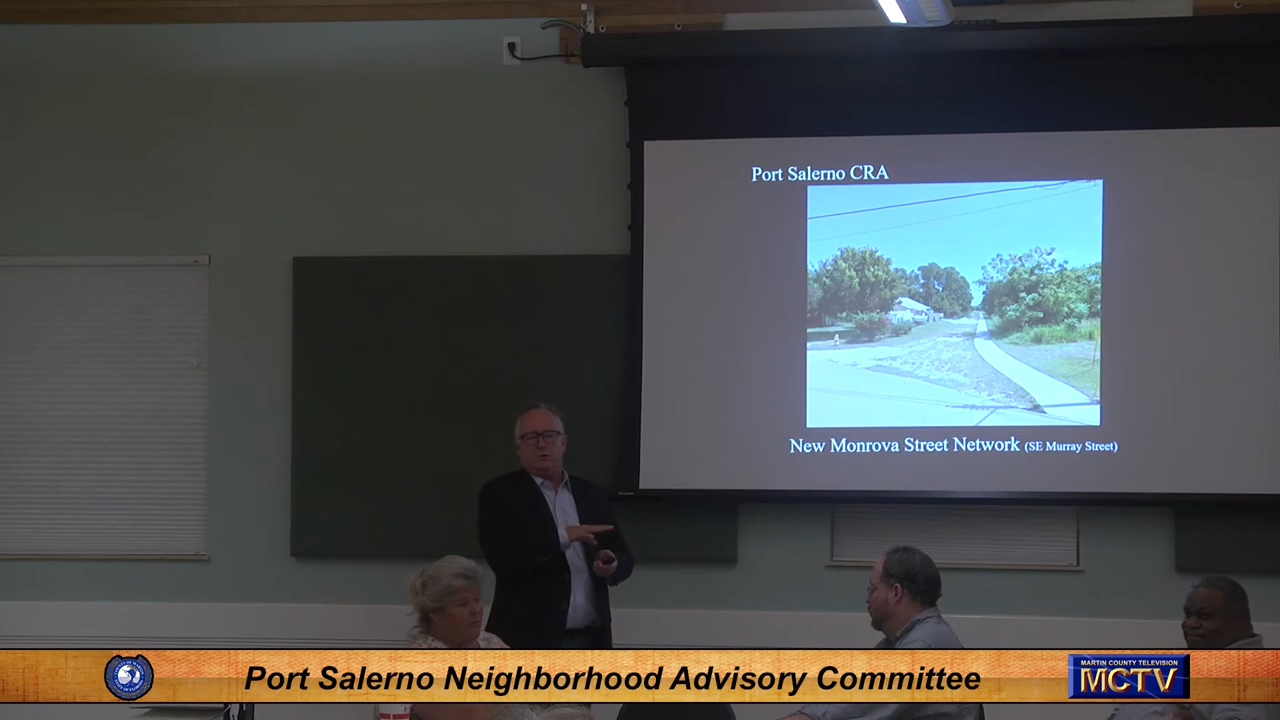 Port Salerno CRA
New Monrova Street Network (SE Murray Street)
Port Salerno Neighborhood Advisory Committee
MARTIN COUNTY TELEVISION
MCTV